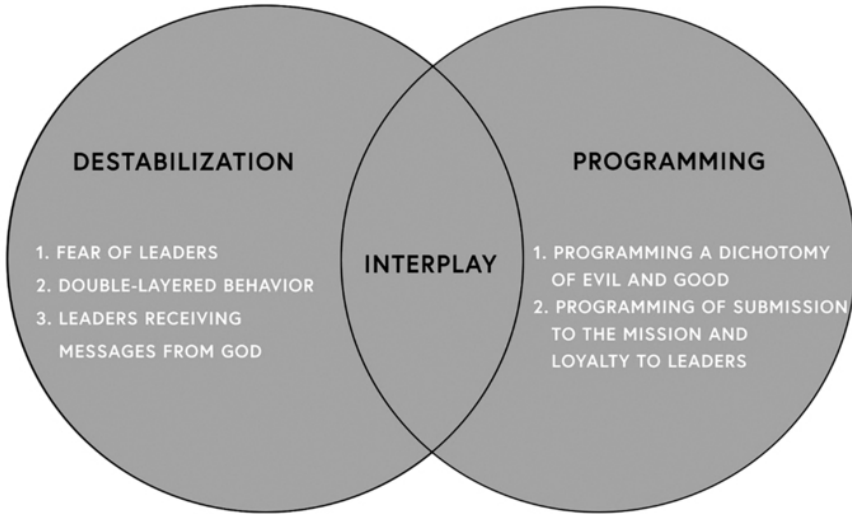 DESTABILIZATION
1. FEAR OF LEADERS
2. DOUBLE-LAYERED BEHAVIOR
3. LEADERS RECEIVING
MESSAGES FROM GOD
INTERPLAY
PROGRAMMING
1. PROGRAMMING A DICHOTOMY
OF EVIL AND GOOD
2. PROGRAMMING OF SUBMISSION
TO THE MISSION AND
LOYALTY TO LEADERS